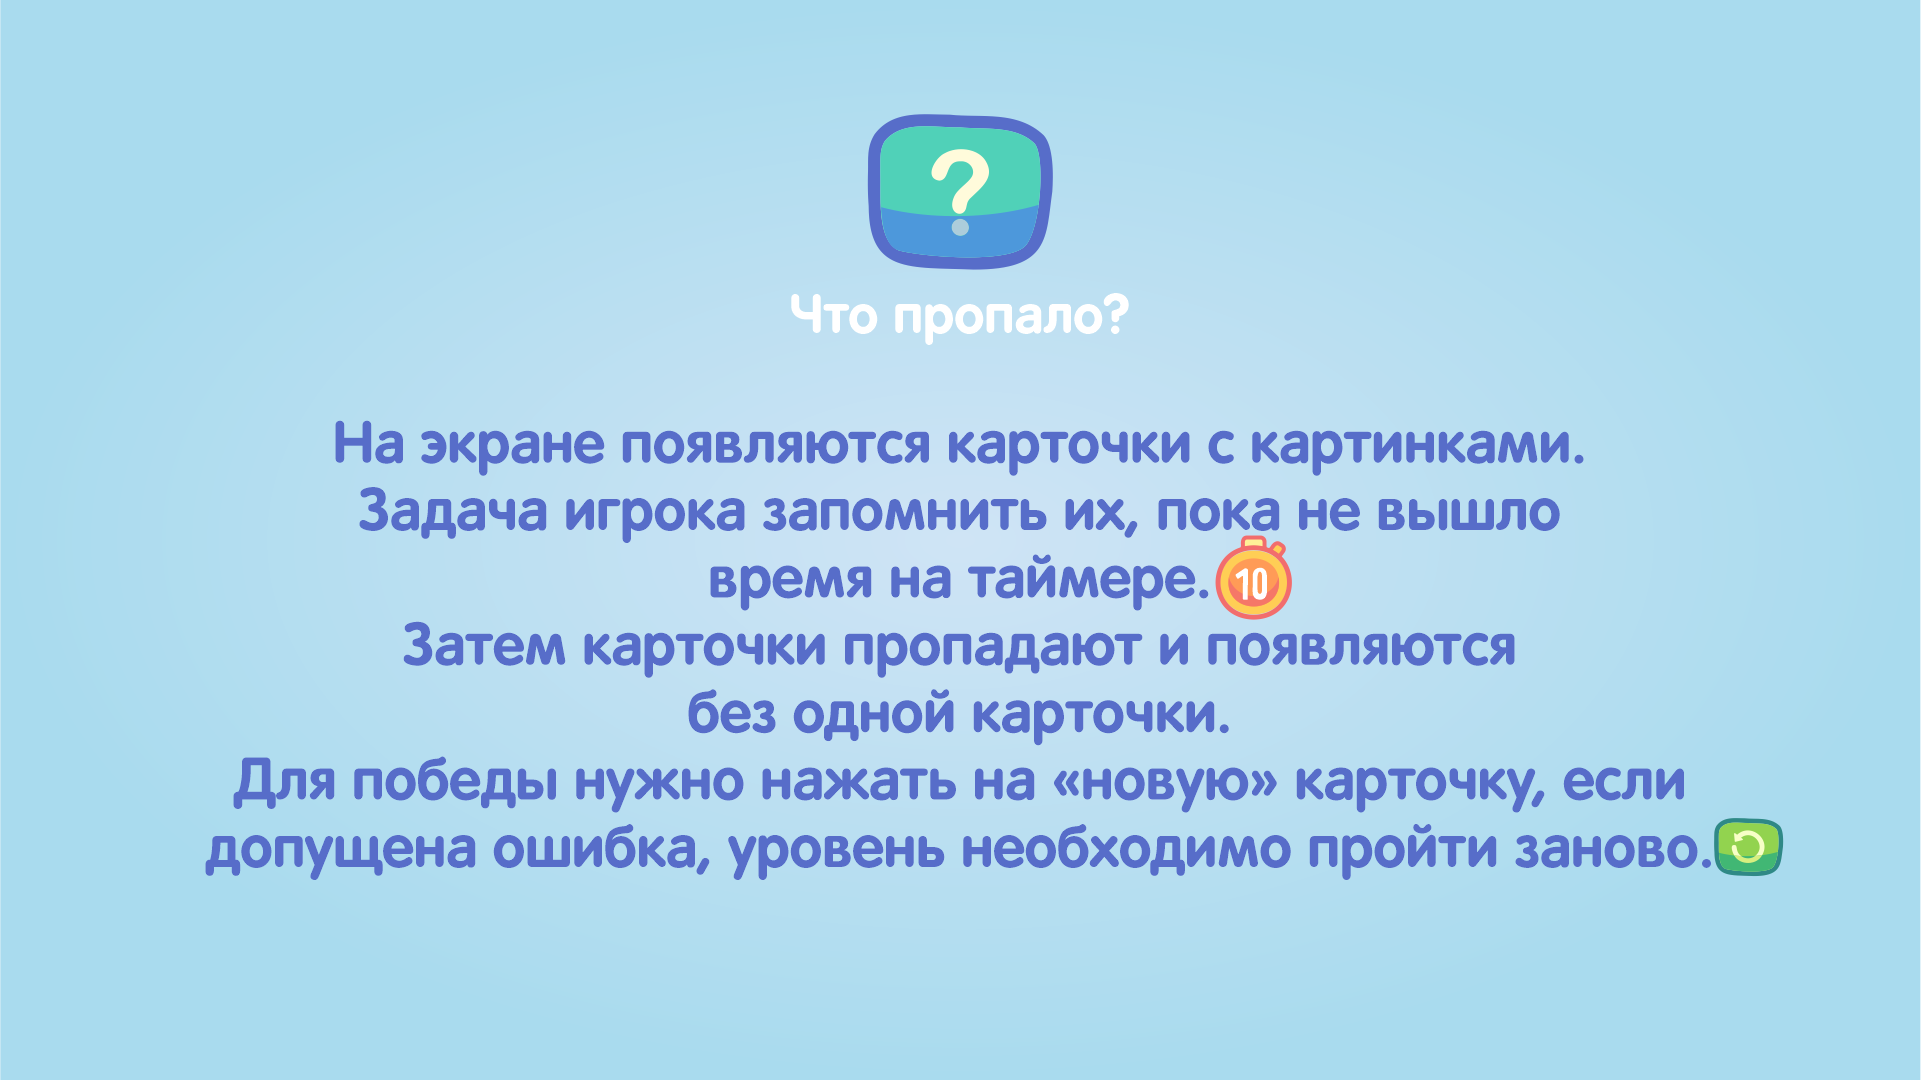 ?
Что пропало?
На экране появляются карточки с картинками.
Задача игрока запомнить их, пока не вышло
время на таймере. 10
Затем карточки пропадают и появляются
без одной карточки.
Для победы нужно нажать на «новую» карточку, если
допущена ошибка, уровень необходимо пройти заново.